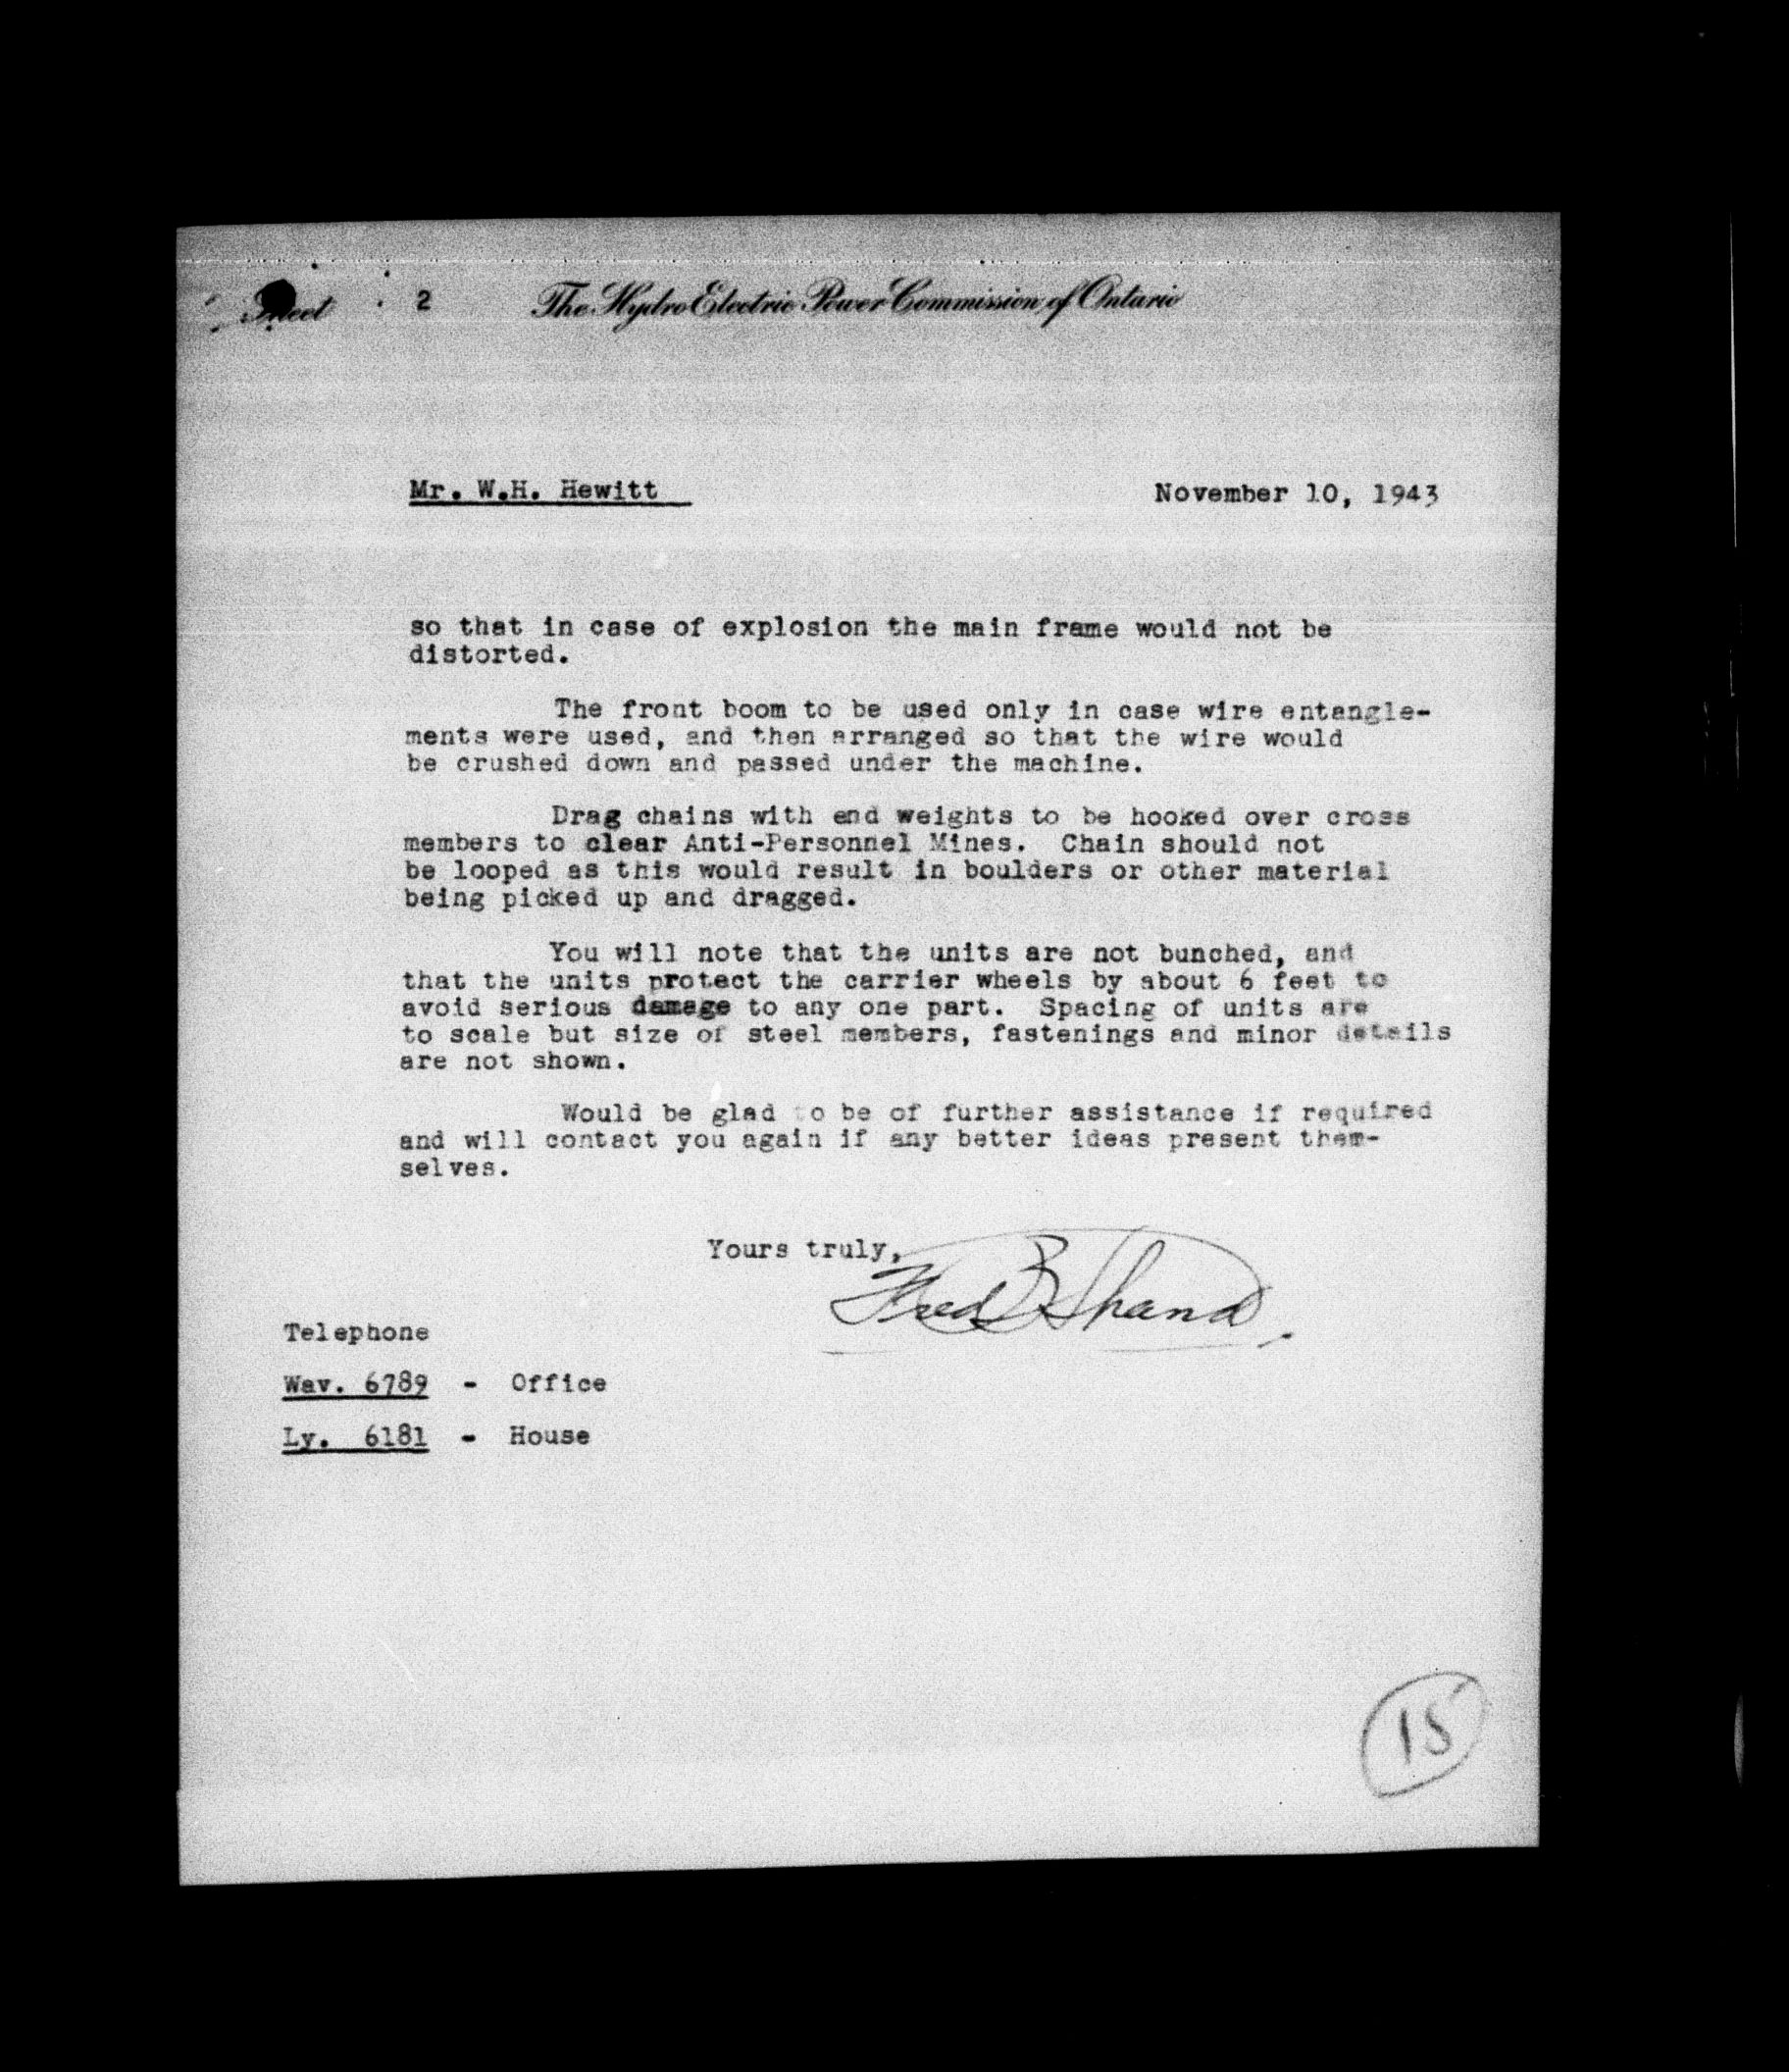 Sheet 2 The Hydro Electric Power Commission of Ontario
Mr. W.H. Hewitt November 10, 1943
so that in case of explosion the main frame would not be
distorted.
The front boom to be used only in case wire entangle-
ments were used, and then arranged so that the wire would
be crushed down and passed under the machine.
Drag chains with end weights to be hooked over cross
members to clear Anti-Personnel Mines. Chain should not
be looped as this would result in boulders or other material
being picked up and dragged.
You will note that the units are not bunched, and
that the units protect the carrier wheels by about 6 feet to
avoid serious damage to any one part. Spacing of units are
to scale but size of steel members, fastenings and minor details
are not shown.
Would be glad to be of further assistance if required
and will contact you again if any better ideas present them-
selves.
Yours truly,
Fred B Shand
Telephone
Wav. 6789 - Office
Ly. 6181 - House
15